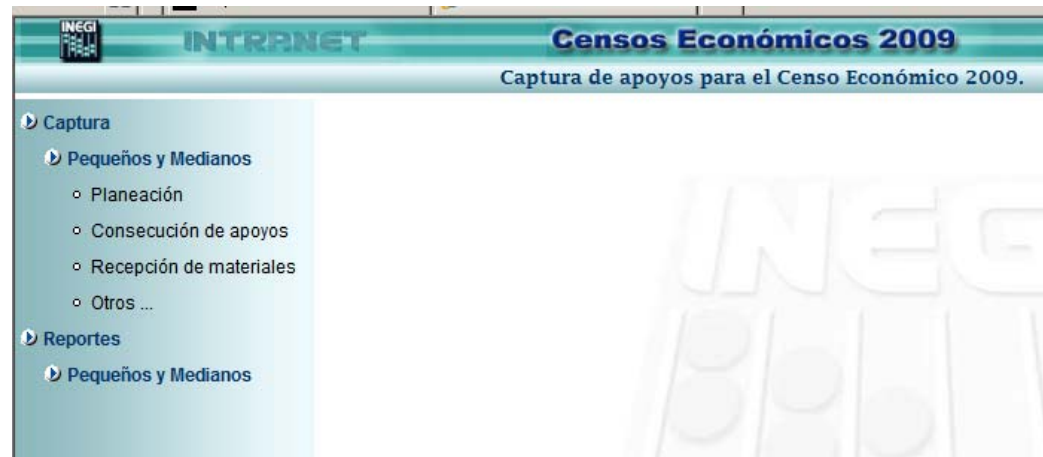 INEGI
INTRANET
Censos Económicos 2009
Captura de apoyos para el Censo Económico 2009.
Captura
Pequeños y Medianos
Planeación
Consecución de apoyos
Recepción de materiales
Otros ...
Reportes
Pequeños y Medianos
INEG